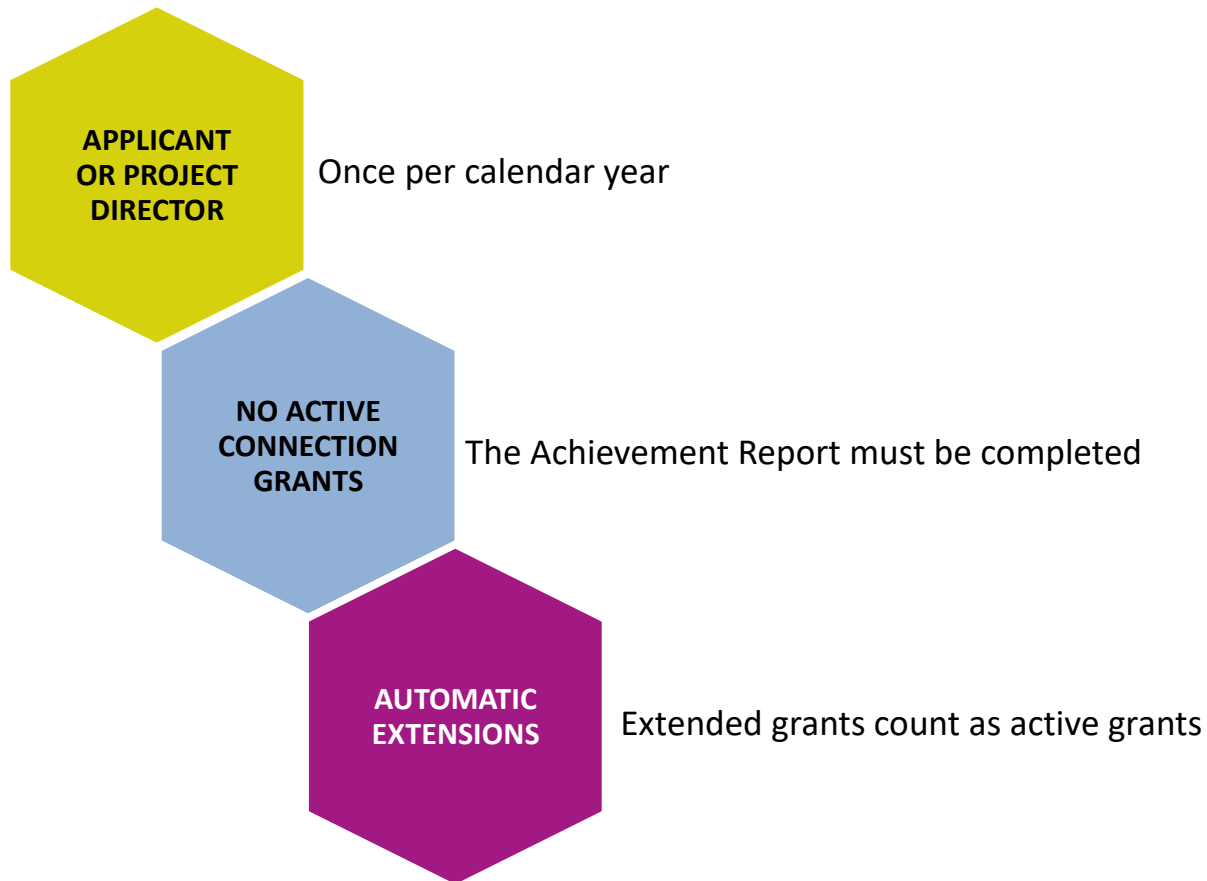 APPLICANT
OR PROJECT
DIRECTOR
Once per calendar year
NO ACTIVE
CONNECTION
GRANTS
The Achievement Report must be completed
AUTOMATIC
EXTENSIONS
Extended grants count as active grants